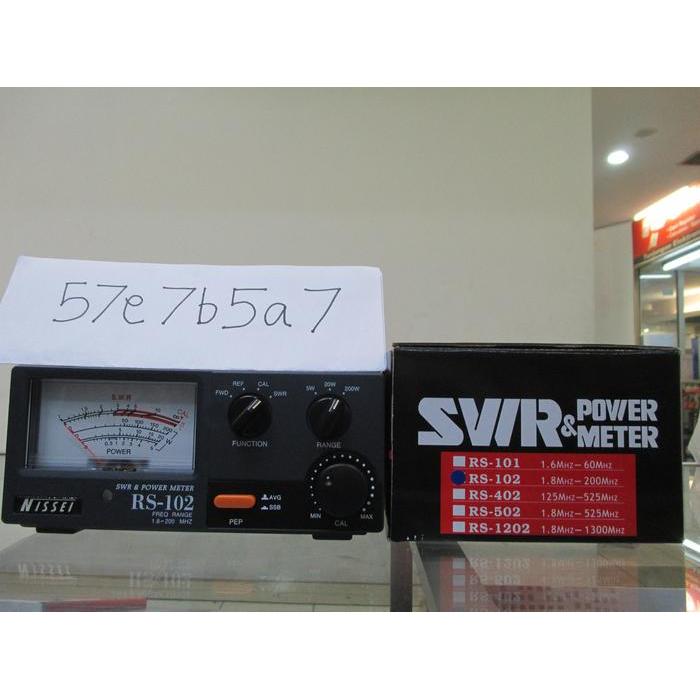 57e7b5a7
S.W.R
POWER
SWR & POWER METER
RS-102
FREQ RANGE
1.8-200 MHZ
NISSEI
FWD REF CAL SWR
FUNCTION
5W 20W 200W
RANGE
PEP
AVG
SSB
MIN MAX
CAL
SWR & POWER METER
RS-101 1.6MHz-60MHz
RS-102 1.8MHz-200MHz
RS-402 125MHz-525MHz
RS-502 1.8MHz-525MHz
RS-1202 1.8MHz-1300MHz